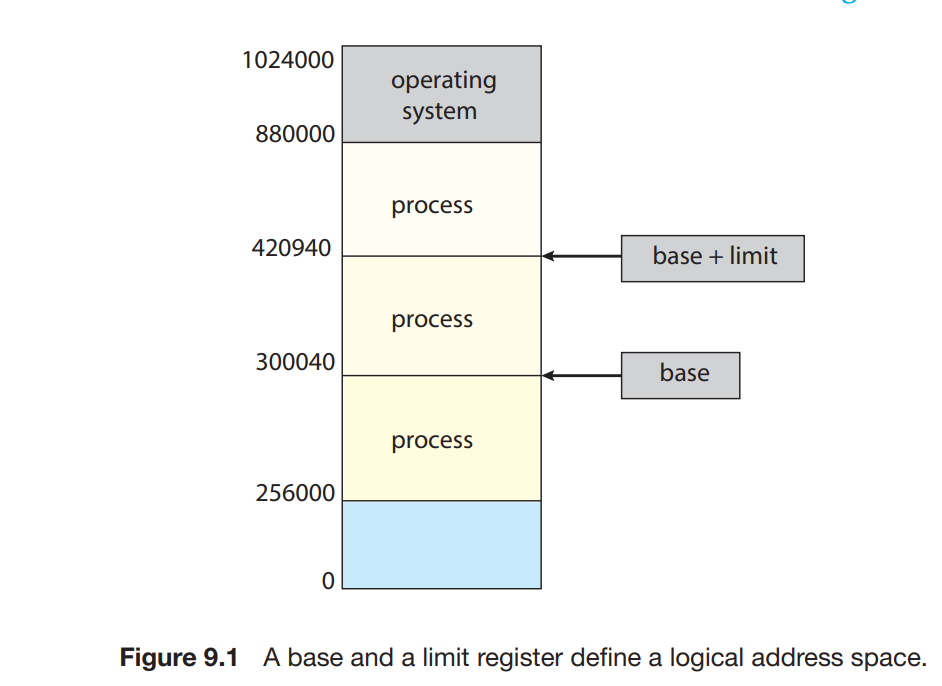 1024000
operating
system
880000
process
420940
base + limit
process
300040
base
process
256000
0
Figure 9.1 A base and a limit register define a logical address space.